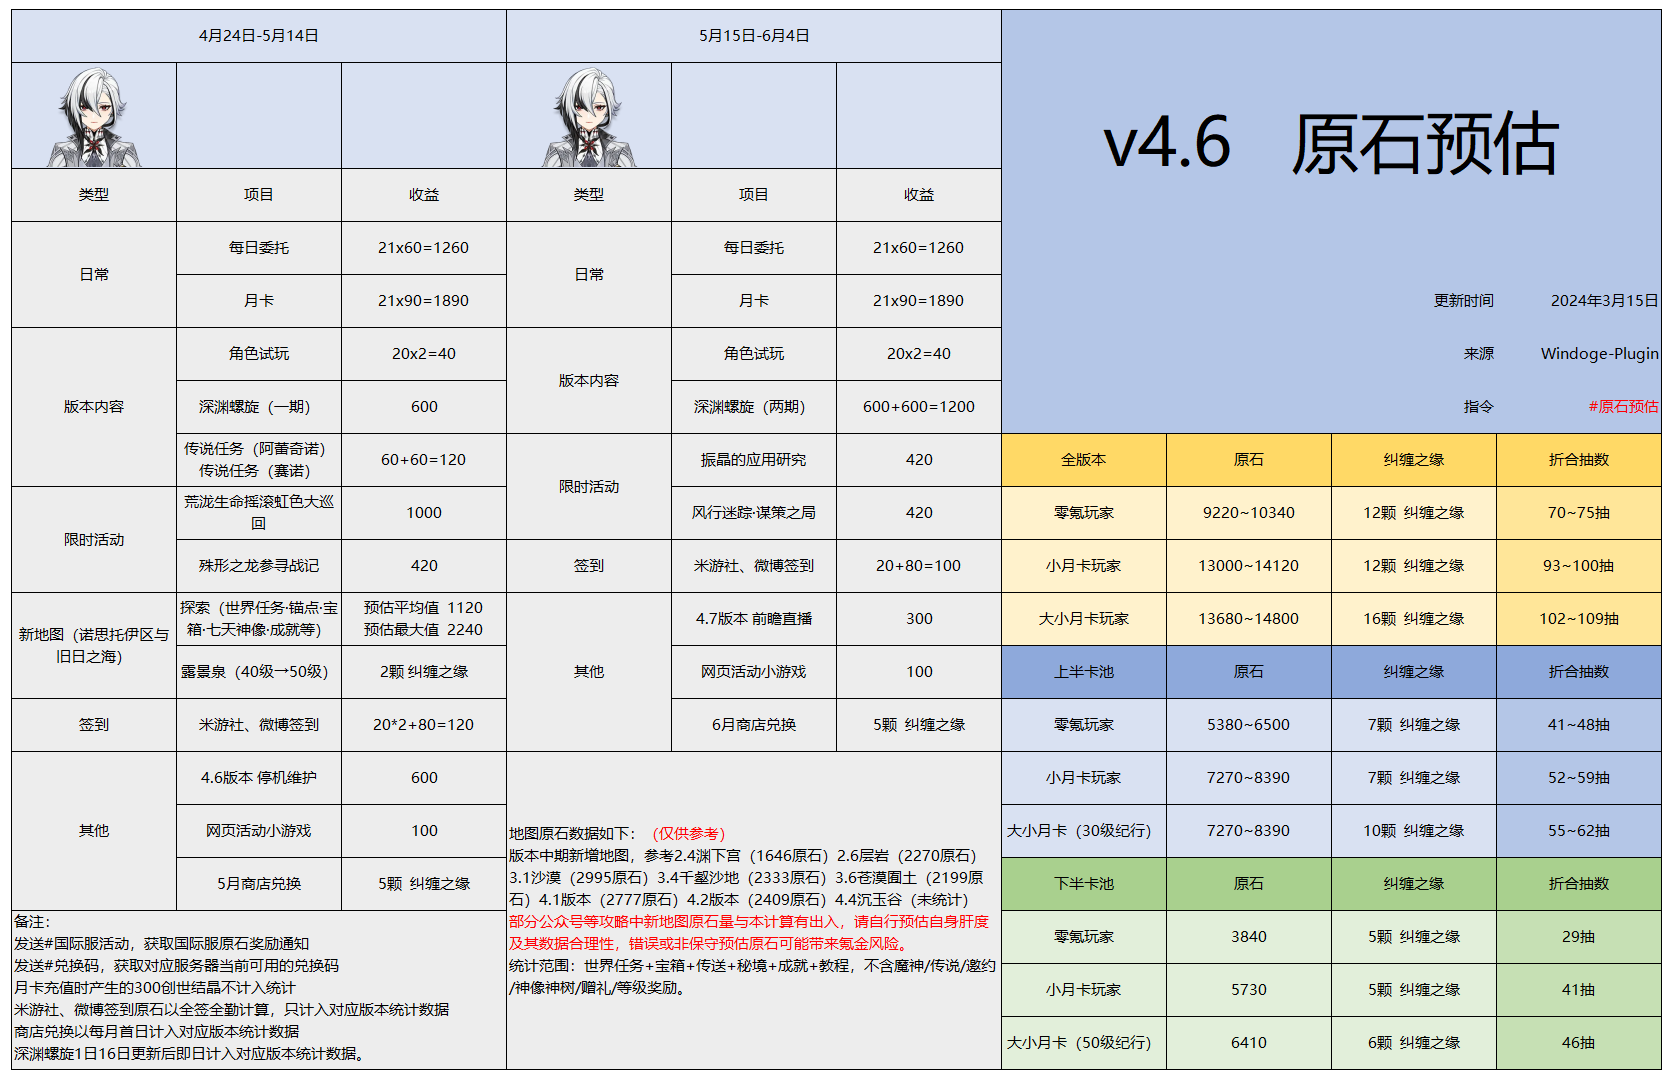 4月24日-5月14日
类型 项目 收益
日常
每日委托 21x60=1260
月卡 21x90=1890
版本内容
角色试玩 20x2=40
深渊螺旋（一期） 600
传说任务（阿蕾奇诺）
传说任务（赛诺）
60+60=120
限时活动
荒泷生命摇滚虹色大巡
回
1000
殊形之龙参寻战记 420
新地图（诺思托伊区与
旧日之海）
探索（世界任务·锚点·宝
箱·七天神像·成就等）
预估平均值 1120
预估最大值 2240
露景泉（40级→50级） 2颗 纠缠之缘
签到 米游社、微博签到 20*2+80=120
其他
4.6版本 停机维护 600
网页活动小游戏 100
5月商店兑换 5颗 纠缠之缘
备注：
发送#国际服活动，获取国际服原石奖励通知
发送#兑换码，获取对应服务器当前可用的兑换码
月卡充值时产生的300创世结晶不计入统计
米游社、微博签到原石以全签全勤计算，只计入对应版本统计数据
商店兑换以每月首日计入对应版本统计数据
深渊螺旋1日16日更新后即日计入对应版本统计数据。
5月15日-6月4日
类型 项目 收益
日常
每日委托 21x60=1260
月卡 21x90=1890
版本内容
角色试玩 20x2=40
深渊螺旋（两期） 600+600=1200
限时活动
振晶的应用研究 420
风行迷踪·谋策之局 420
签到 米游社、微博签到 20+80=100
其他
4.7版本 前瞻直播 300
网页活动小游戏 100
6月商店兑换 5颗 纠缠之缘
地图原石数据如下：（仅供参考）
版本中期新增地图，参考2.4渊下宫（1646原石）2.6层岩（2270原石）
3.1沙漠（2995原石）3.4千壑沙地（2333原石）3.6苍漠囿土（2199原
石）4.1版本（2777原石）4.2版本（2409原石）4.4沉玉谷（未统计）
部分公众号等攻略中新地图原石量与本计算有出入，请自行预估自身肝度
及其数据合理性，错误或非保守预估原石可能带来氪金风险。
统计范围：世界任务+宝箱+传送+秘境+成就+教程，不含魔神/传说/邀约
/神像神树/赠礼/等级奖励。
v4.6 原石预估
更新时间 2024年3月15日
来源 Windoge-Plugin
指令 #原石预估
全版本 原石 纠缠之缘 折合抽数
零氪玩家 9220~10340 12颗 纠缠之缘 70~75抽
小月卡玩家 13000~14120 12颗 纠缠之缘 93~100抽
大小月卡玩家 13680~14800 16颗 纠缠之缘 102~109抽
上半卡池 原石 纠缠之缘 折合抽数
零氪玩家 5380~6500 7颗 纠缠之缘 41~48抽
小月卡玩家 7270~8390 7颗 纠缠之缘 52~59抽
大小月卡（30级纪行） 7270~8390 10颗 纠缠之缘 55~62抽
下半卡池 原石 纠缠之缘 折合抽数
零氪玩家 3840 5颗 纠缠之缘 29抽
小月卡玩家 5730 5颗 纠缠之缘 41抽
大小月卡（50级纪行） 6410 6颗 纠缠之缘 46抽